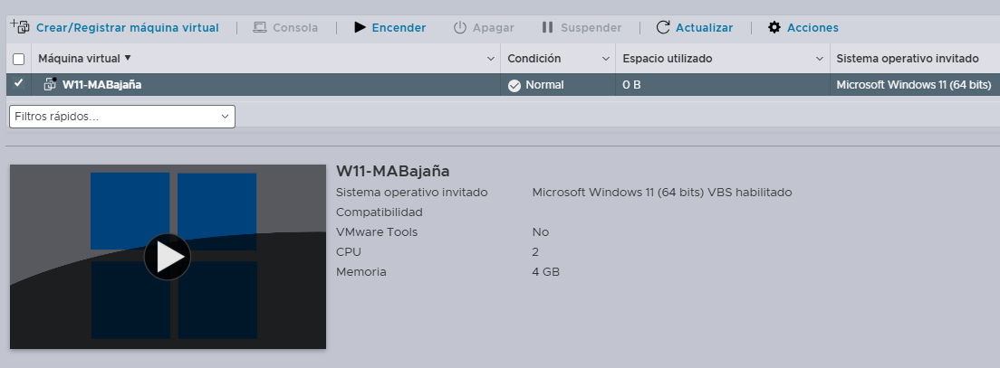 Crear/Registrar máquina virtual Consola Encender Apagar Suspender Actualizar Acciones
Máquina virtual Condición Espacio utilizado Sistema operativo invitado
W11-MABajaña Normal 0 B Microsoft Windows 11 (64 bits)
Filtros rápidos...
W11-MABajaña
Sistema operativo invitado Microsoft Windows 11 (64 bits) VBS habilitado
Compatibilidad
VMware Tools No
CPU 2
Memoria 4 GB